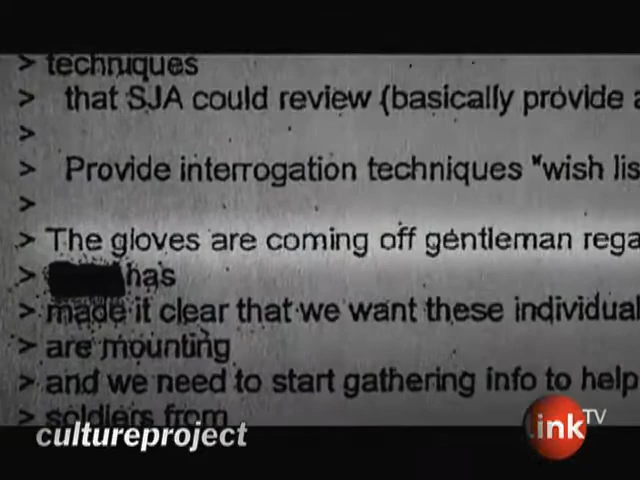 > techniques
> that SJA could review (basically provide a
>
> Provide interrogation techniques "wish lis
>
> The gloves are coming off gentleman rega
> has
> made it clear that we want these individual
> are mounting
> and we need to start gathering info to help
> soldiers from
cultureproject
Link TV